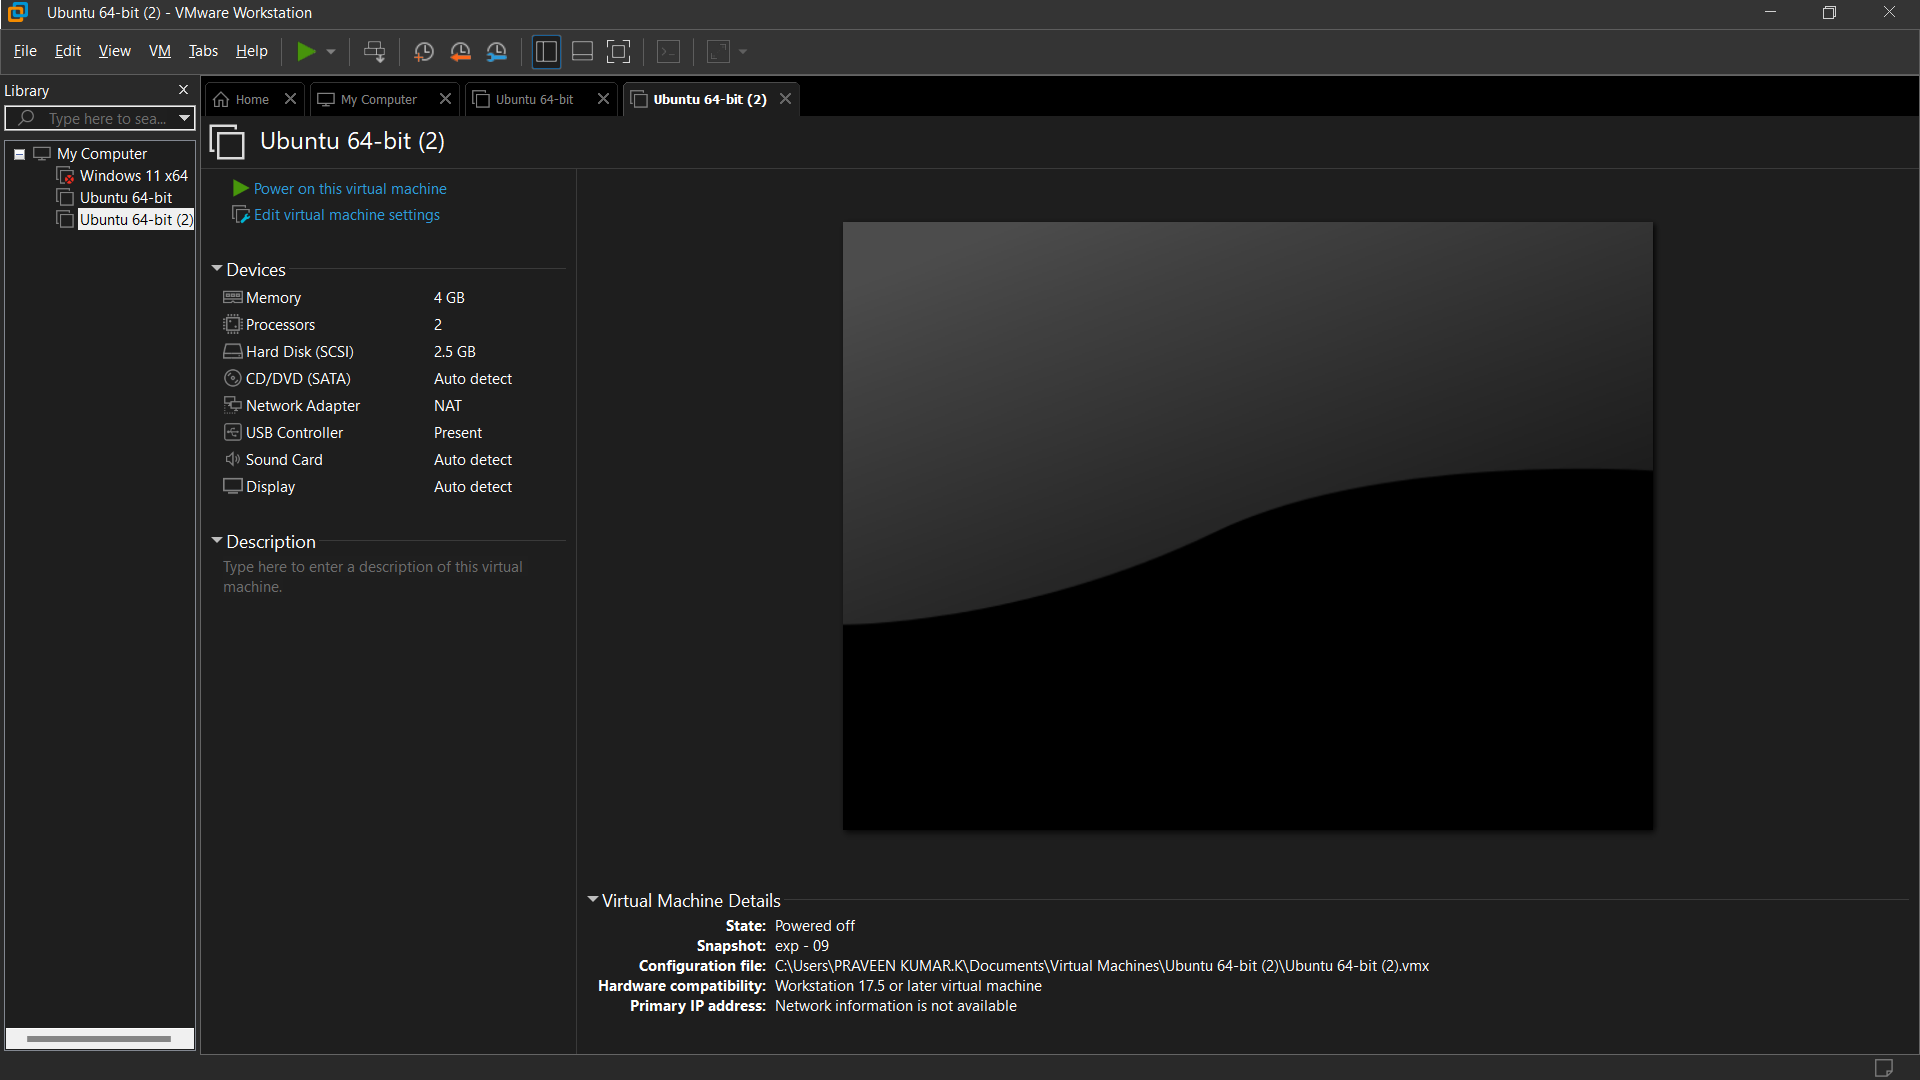 Ubuntu 64-bit (2) - VMware Workstation
File Edit View VM Tabs Help
Library
Type here to sea...
My Computer
Windows 11 x64
Ubuntu 64-bit
Ubuntu 64-bit (2)
Home
My Computer
Ubuntu 64-bit
Ubuntu 64-bit (2)
Ubuntu 64-bit (2)
Power on this virtual machine
Edit virtual machine settings
Devices
Memory 4 GB
Processors 2
Hard Disk (SCSI) 2.5 GB
CD/DVD (SATA) Auto detect
Network Adapter NAT
USB Controller Present
Sound Card Auto detect
Display Auto detect
Description
Type here to enter a description of this virtual
machine.
Virtual Machine Details
State: Powered off
Snapshot: exp - 09
Configuration file: C:\Users\PRAVEEN KUMAR.K\Documents\Virtual Machines\Ubuntu 64-bit (2)\Ubuntu 64-bit (2).vmx
Hardware compatibility: Workstation 17.5 or later virtual machine
Primary IP address: Network information is not available